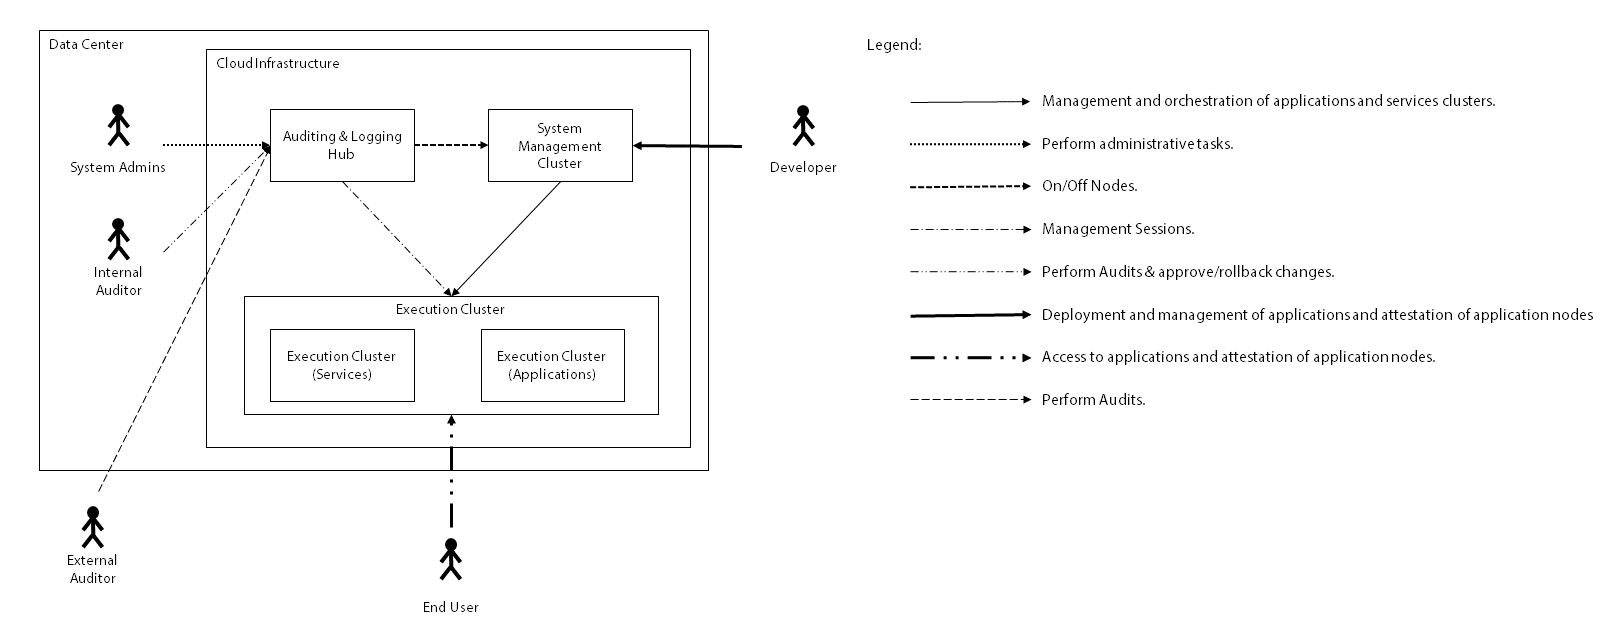 Data Center
Cloud Infrastructure
System Admins
Auditing & Logging
Hub
System
Management
Cluster
Developer
Internal
Auditor
Execution Cluster
Execution Cluster
(Services)
Execution Cluster
(Applications)
External
Auditor
End User
Legend:
Management and orchestration of applications and services clusters.
Perform administrative tasks.
On/Off Nodes.
Management Sessions.
Perform Audits & approve/rollback changes.
Deployment and management of applications and attestation of application nodes
Access to applications and attestation of application nodes.
Perform Audits.